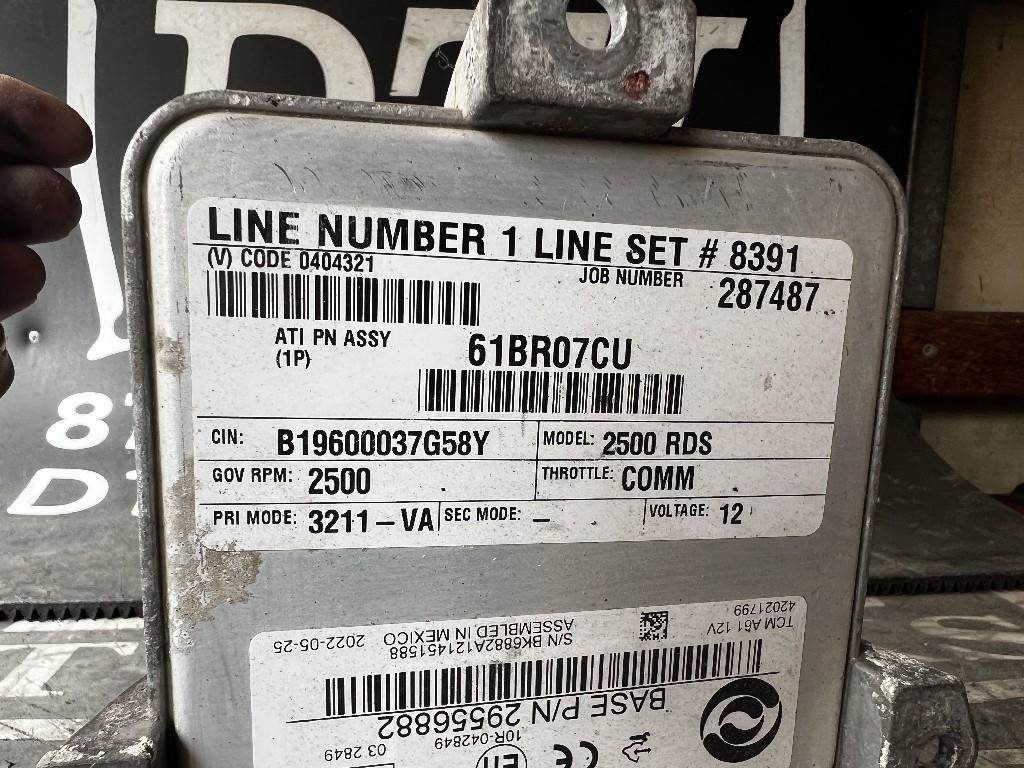 LINE NUMBER 1 LINE SET # 8391
(V) CODE 0404321
JOB NUMBER 287487
ATI PN ASSY 61BR07CU
(1P)
CIN: B19600037G58Y MODEL: 2500 RDS
GOV RPM: 2500 THROTTLE: COMM
PRI MODE: 3211-VA SEC MODE: – VOLTAGE: 12
42021799
TCM A61 12V
ASSEMBLED IN MEXICO 2022-05-25
S/N BK6882A121451588
BASE P/N 29556882
10R-042849
03 2849
CE